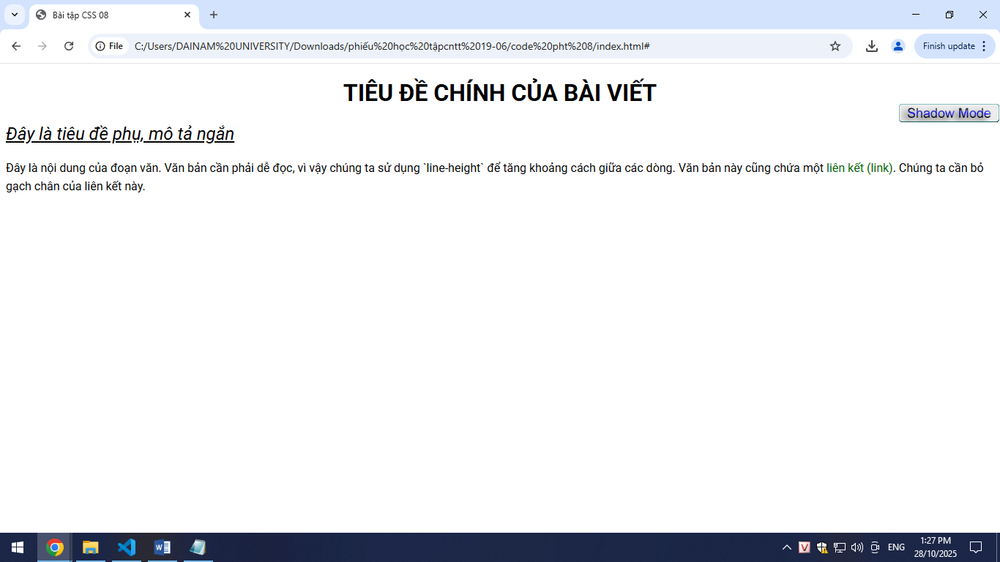 Bài tập CSS 08
File
C:/Users/DAINAM%20UNIVERSITY/Downloads/phiếu%20học%20tậpcntt%2019-06/code%20pht%208/index.html#
Finish update
TIÊU ĐỀ CHÍNH CỦA BÀI VIẾT
Shadow Mode
Đây là tiêu đề phụ, mô tả ngắn
Đây là nội dung của đoạn văn. Văn bản cần phải dễ đọc, vì vậy chúng ta sử dụng `line-height` để tăng khoảng cách giữa các dòng. Văn bản này cũng chứa một liên kết (link). Chúng ta cần bỏ
gạch chân của liên kết này.
ENG
1:27 PM
28/10/2025